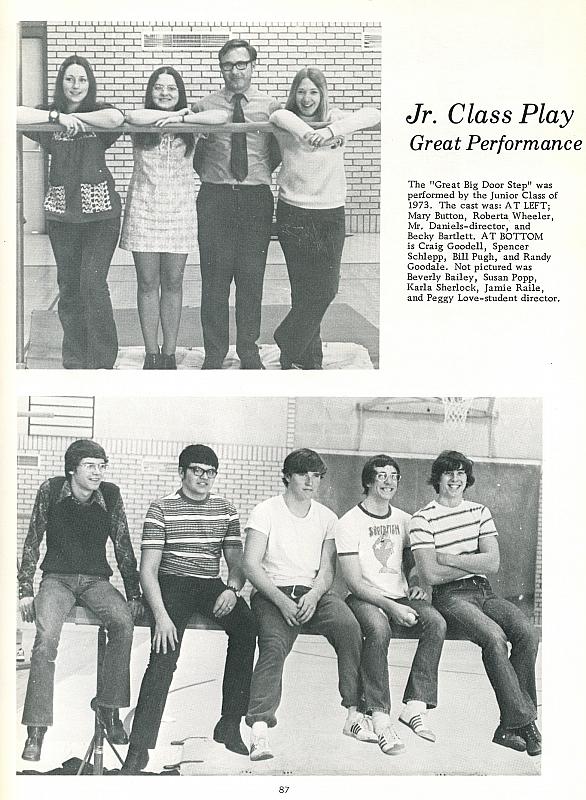 Jr. Class Play
Great Performance
The "Great Big Door Step" was
performed by the Junior Class of
1973. The cast was: AT LEFT;
Mary Button, Roberta Wheeler,
Mr. Daniels-director, and
Becky Bartlett. AT BOTTOM
is Craig Goodell, Spencer
Schlepp, Bill Pugh, and Randy
Goodale. Not pictured was
Beverly Bailey, Susan Popp,
Karla Sherlock, Jamie Raile,
and Peggy Love-student director.
87